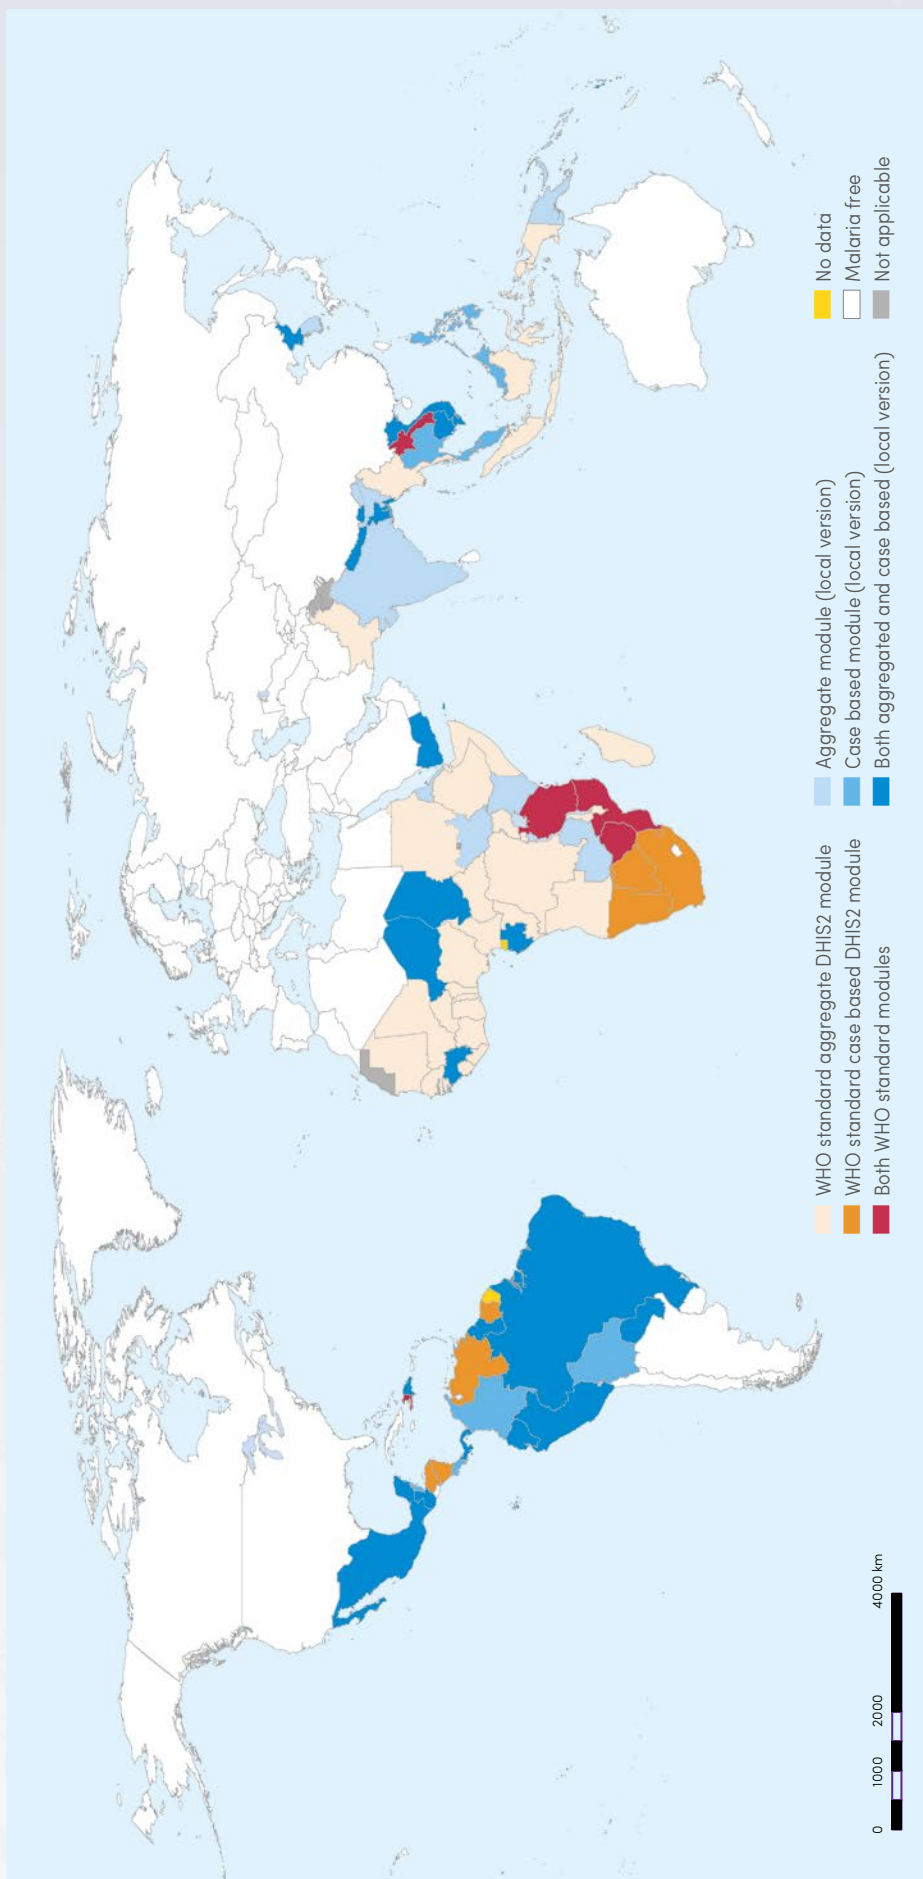 WHO standard aggregate DHIS2 module
WHO standard case based DHIS2 module
Both WHO standard modules
Aggregate module (local version)
Case based module (local version)
Both aggregated and case based (local version)
No data
Malaria free
Not applicable
0 1000 2000 4000 km